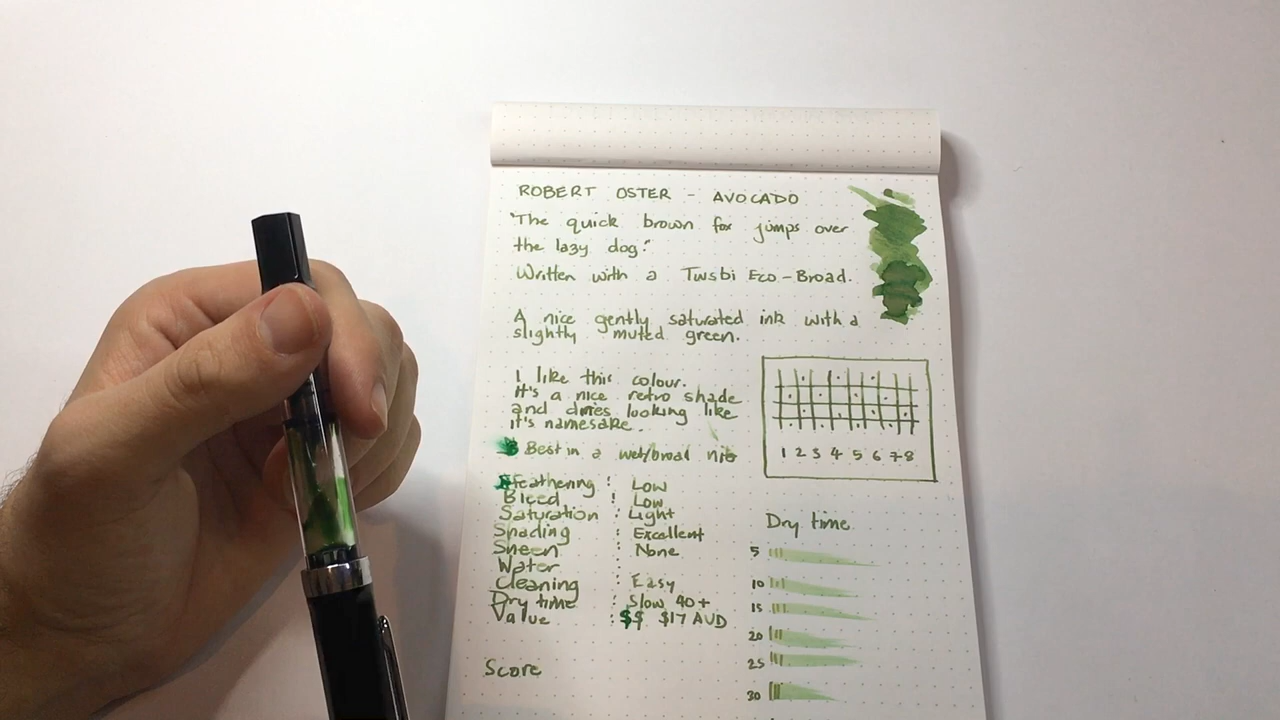 ROBERT OSTER - AVOCADO
"The quick brown fox jumps over
the lazy dog."
Written with a Twsbi Eco - Broad.
A nice gently saturated ink with a
slightly muted green.
I like this colour.
It's a nice retro shade
and dries looking like
it's namesake.
Best in a wet/broad nib
1 2 3 4 5 6 7 8
Feathering : Low
Bleed : Low
Saturation : Light
Shading : Excellent
Sheen : None
Water :
Cleaning : Easy
Dry time : Slow 40+
Value : $$ $17 AUD
Score
Dry time
5
10
15
20
25
30